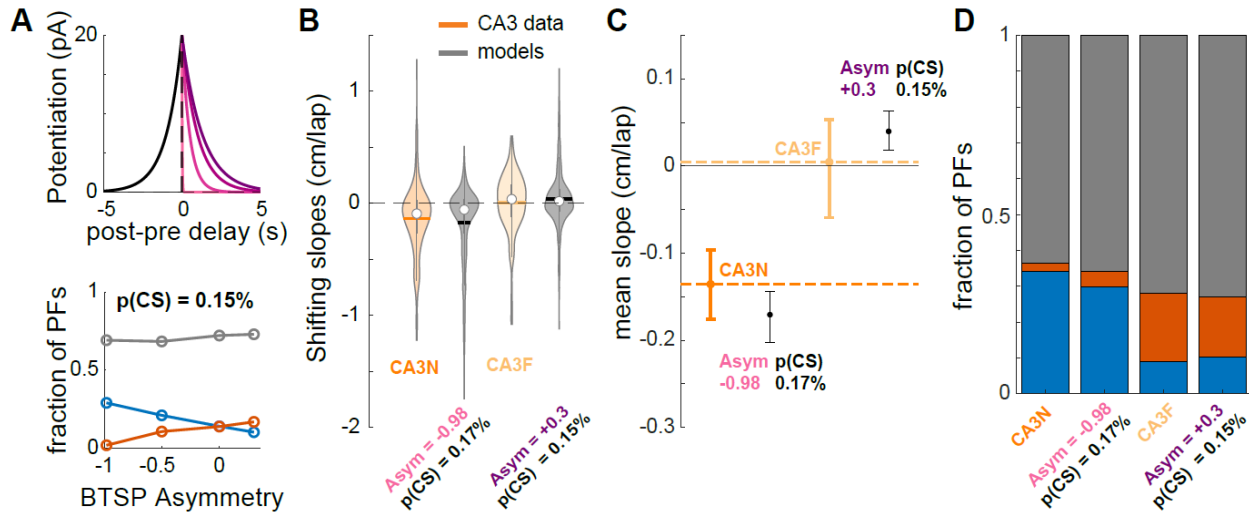 A
Potentiation (pA)
20
0
-5
0
5
post-pre delay (s)
p(CS) = 0.15%
fraction of PFs
1
0.5
0
-1
-0.5
0
BTSP Asymmetry
B
CA3 data
models
Shifting slopes (cm/lap)
1
0
-1
-2
CA3N
CA3F
Asym = -0.98
p(CS) = 0.17%
Asym = +0.3
p(CS) = 0.15%
C
mean slope (cm/lap)
0.1
0
-0.1
-0.2
-0.3
Asym p(CS)
+0.3 0.15%
CA3F
CA3N
Asym p(CS)
-0.98 0.17%
D
fraction of PFs
1
0.5
0
CA3N
Asym = -0.98
p(CS) = 0.17%
CA3F
Asym = +0.3
p(CS) = 0.15%